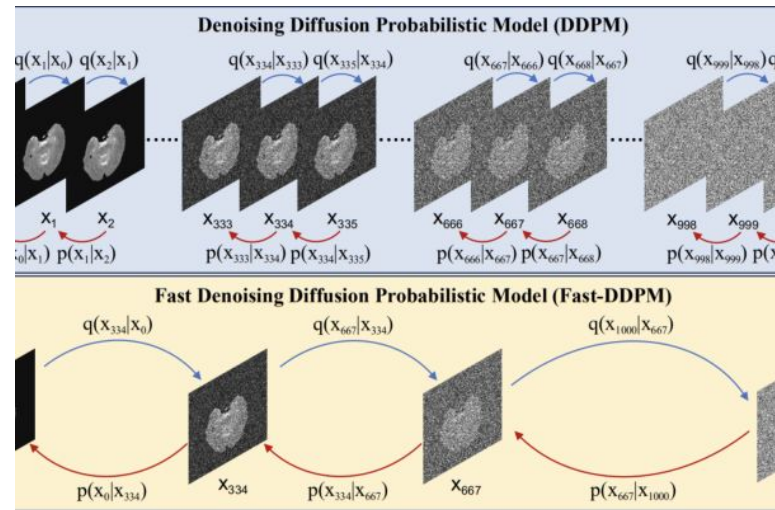 Denoising Diffusion Probabilistic Model (DDPM)
q(x₁|x₀) q(x₂|x₁) q(x₃₃₄|x₃₃₃) q(x₃₃₅|x₃₃₄) q(x₆₆₇|x₆₆₆) q(x₆₆₈|x₆₆₇) q(x₉₉₉|x₉₉₈) q
x₁ x₂ x₃₃₃ x₃₃₄ x₃₃₅ x₆₆₆ x₆₆₇ x₆₆₈ x₉₉₈ x₉₉₉
₀|x₁) p(x₁|x₂) p(x₃₃₃|x₃₃₄) p(x₃₃₄|x₃₃₅) p(x₆₆₆|x₆₆₇) p(x₆₆₇|x₆₆₈) p(x₉₉₈|x₉₉₉) p(x
Fast Denoising Diffusion Probabilistic Model (Fast-DDPM)
q(x₃₃₄|x₀) q(x₆₆₇|x₃₃₄) q(x₁₀₀₀|x₆₆₇)
x₃₃₄ x₆₆₇
p(x₀|x₃₃₄) p(x₃₃₄|x₆₆₇) p(x₆₆₇|x₁₀₀₀)